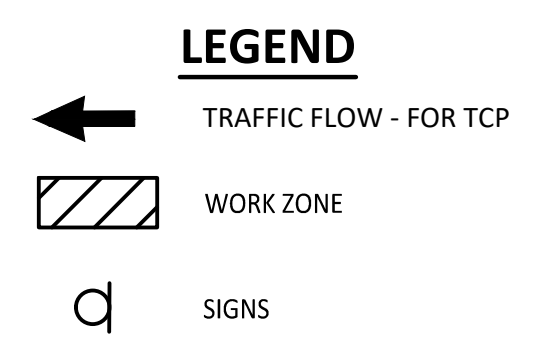 LEGEND
TRAFFIC FLOW - FOR TCP
WORK ZONE
SIGNS